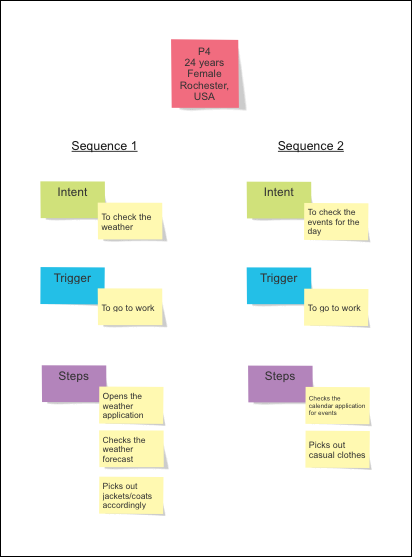 P4
24 years
Female
Rochester,
USA
Sequence 1
Intent
To check the
weather
Trigger
To go to work
Steps
Opens the
weather
application
Checks the
weather
forecast
Picks out
jackets/coats
accordingly
Sequence 2
Intent
To check the
events for the
day
Trigger
To go to work
Steps
Checks the
calendar application
for events
Picks out
casual clothes